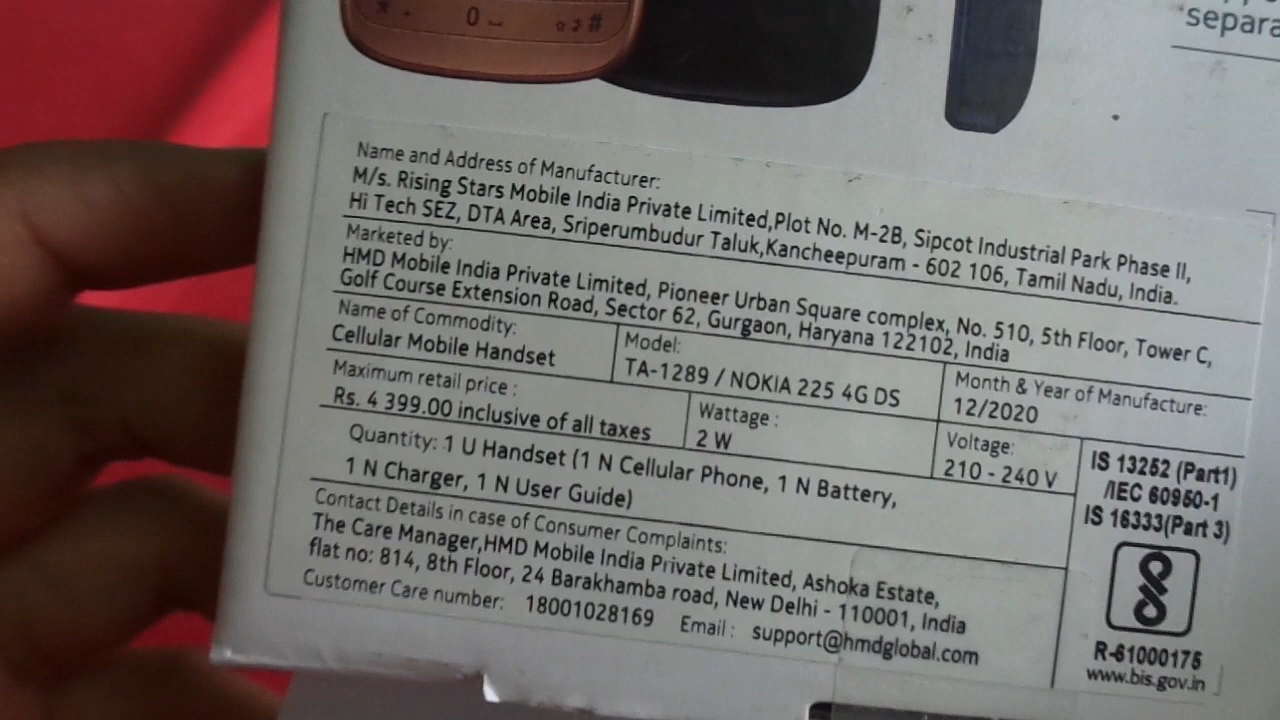 * 0 #
separa
Name and Address of Manufacturer:
M/s. Rising Stars Mobile India Private Limited,Plot No. M-2B, Sipcot Industrial Park Phase II,
Hi Tech SEZ, DTA Area, Sriperumbudur Taluk,Kancheepuram - 602 106, Tamil Nadu, India.
Marketed by:
HMD Mobile India Private Limited, Pioneer Urban Square complex, No. 510, 5th Floor, Tower C,
Golf Course Extension Road, Sector 62, Gurgaon, Haryana 122102, India
Name of Commodity:
Cellular Mobile Handset
Model:
TA-1289 / NOKIA 225 4G DS
Month & Year of Manufacture:
12/2020
Maximum retail price :
Rs. 4 399.00 inclusive of all taxes
Wattage :
2 W
Voltage:
210 - 240 V
Quantity: 1 U Handset (1 N Cellular Phone, 1 N Battery,
1 N Charger, 1 N User Guide)
IS 13252 (Part1)
/IEC 60950-1
IS 16333(Part 3)
R-61000175
www.bis.gov.in
Contact Details in case of Consumer Complaints:
The Care Manager,HMD Mobile India Private Limited, Ashoka Estate,
flat no: 814, 8th Floor, 24 Barakhamba road, New Delhi - 110001, India
Customer Care number: 18001028169 Email : support@hmdglobal.com